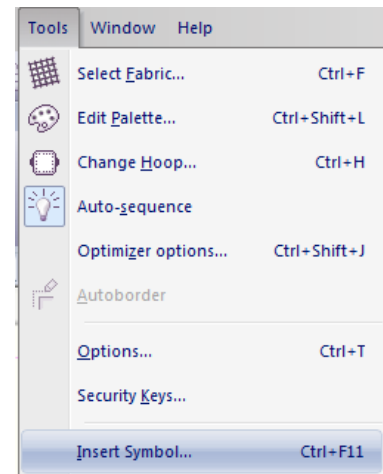 Tools Window Help
Select Fabric... Ctrl+F
Edit Palette... Ctrl+Shift+L
Change Hoop... Ctrl+H
Auto-sequence
Optimizer options... Ctrl+Shift+J
Autoborder
Options... Ctrl+T
Security Keys...
Insert Symbol... Ctrl+F11